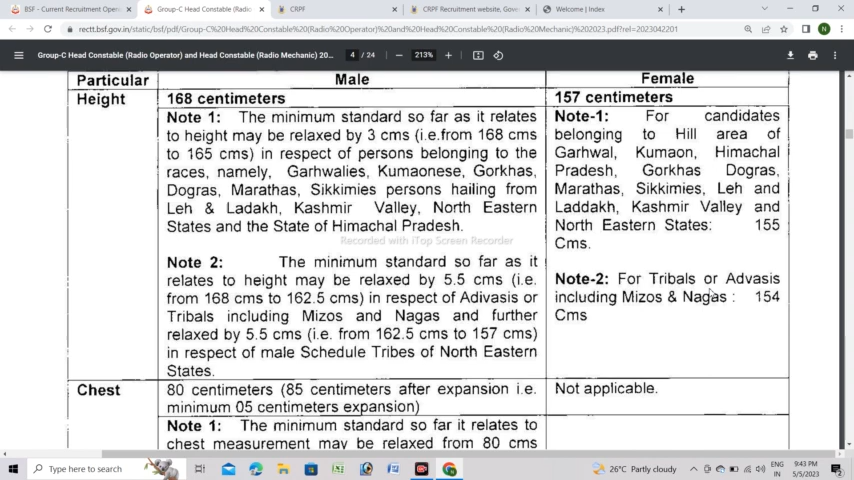 BSF - Current Recruitment Open
Group-C Head Constable (Radio
CRPF
CRPF Recruitment website, Gove
Welcome | Index
rectt.bsf.gov.in/static/bsf/pdf/Group-C%20Head%20Constable%20(Radio%20Operator)%20and%20Head%20Constable%20(Radio%20Mechanic)%202023.pdf?rel=2023042201
N
Group-C Head Constable (Radio Operator) and Head Constable (Radio Mechanic) 20...
4 / 24
213%
Particular Male Female
Height
168 centimeters
Note 1: The minimum standard so far as it relates
to height may be relaxed by 3 cms (i.e.from 168 cms
to 165 cms) in respect of persons belonging to the
races, namely, Garhwalies, Kumaonese, Gorkhas,
Dogras, Marathas, Sikkimies persons hailing from
Leh & Ladakh, Kashmir Valley, North Eastern
States and the State of Himachal Pradesh.
Recorded with iTop Screen Recorder
Note 2: The minimum standard so far as it
relates to height may be relaxed by 5.5 cms (i.e.
from 168 cms to 162.5 cms) in respect of Adivasis or
Tribals including Mizos and Nagas and further
relaxed by 5.5 cms (i.e. from 162.5 cms to 157 cms)
in respect of male Schedule Tribes of North Eastern
States.
157 centimeters
Note-1: For candidates
belonging to Hill area of
Garhwal, Kumaon, Himachal
Pradesh, Gorkhas Dogras,
Marathas, Sikkimies, Leh and
Laddakh, Kashmir Valley and
North Eastern States: 155
Cms.
Note-2: For Tribals or Advasis
including Mizos & Nagas : 154
Cms
Chest
80 centimeters (85 centimeters after expansion i.e.
minimum 05 centimeters expansion)
Not applicable.
Note 1: The minimum standard so far it relates to
chest measurement may be relaxed from 80 cms
Type here to search
26°C Partly cloudy
ENG
IN
9:43 PM
5/5/2023
2